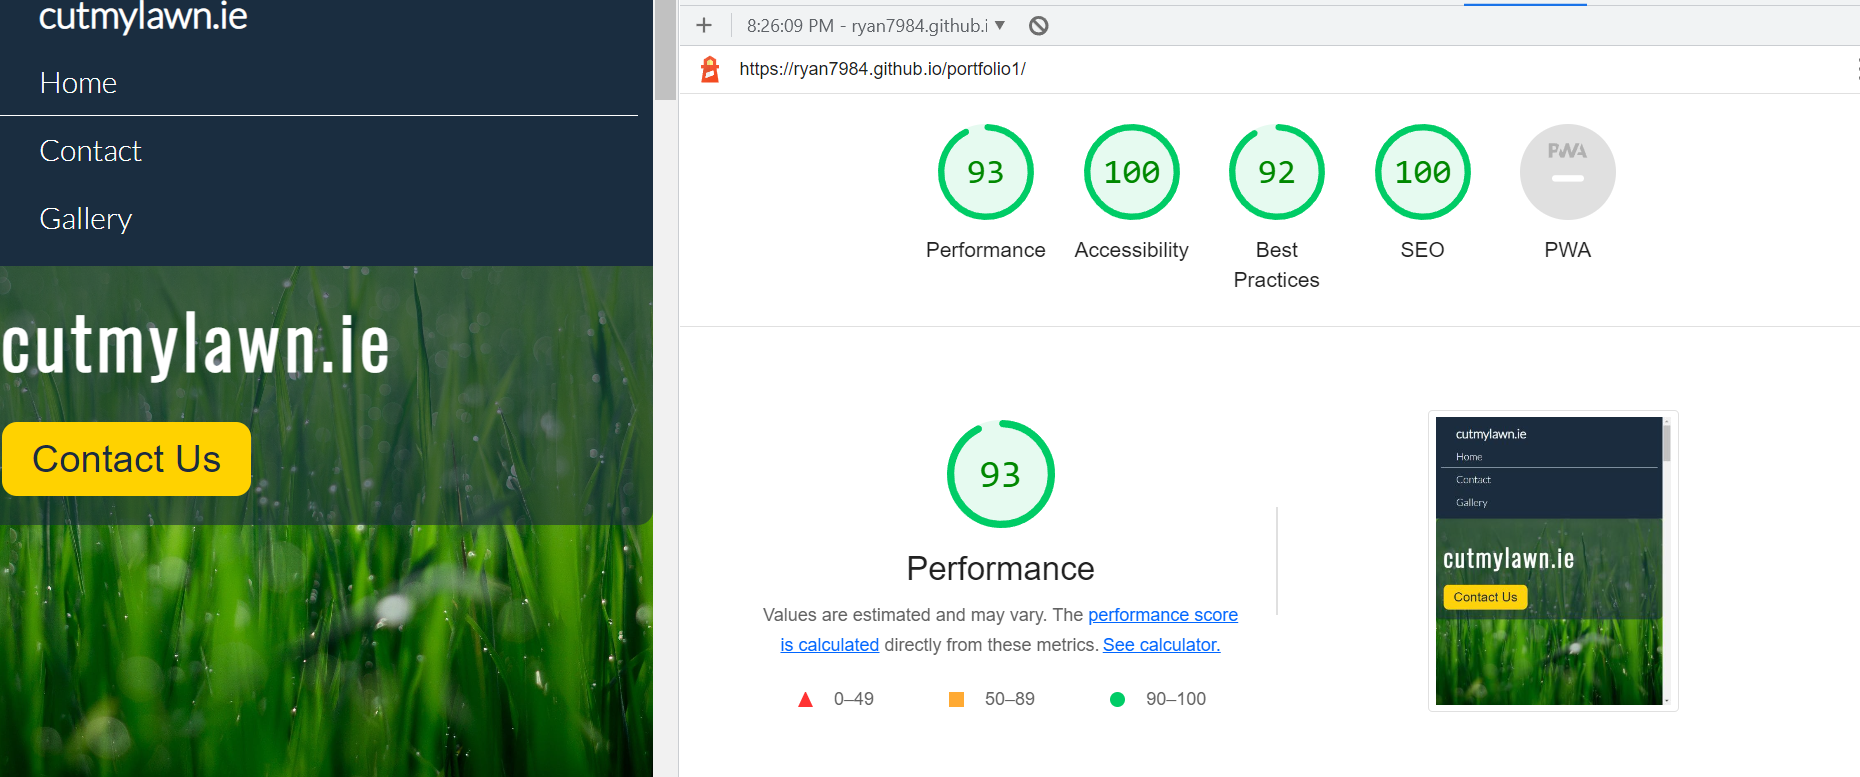 cutmylawn.ie
Home
Contact
Gallery
cutmylawn.ie
Contact Us
8:26:09 PM - ryan7984.github.i
https://ryan7984.github.io/portfolio1/
93
100
92
100
PWA
Performance
Accessibility
Best
Practices
SEO
PWA
93
Performance
Values are estimated and may vary. The performance score
is calculated directly from these metrics. See calculator.
0–49
50–89
90–100
cutmylawn.ie
Home
Contact
Gallery
cutmylawn.ie
Contact Us